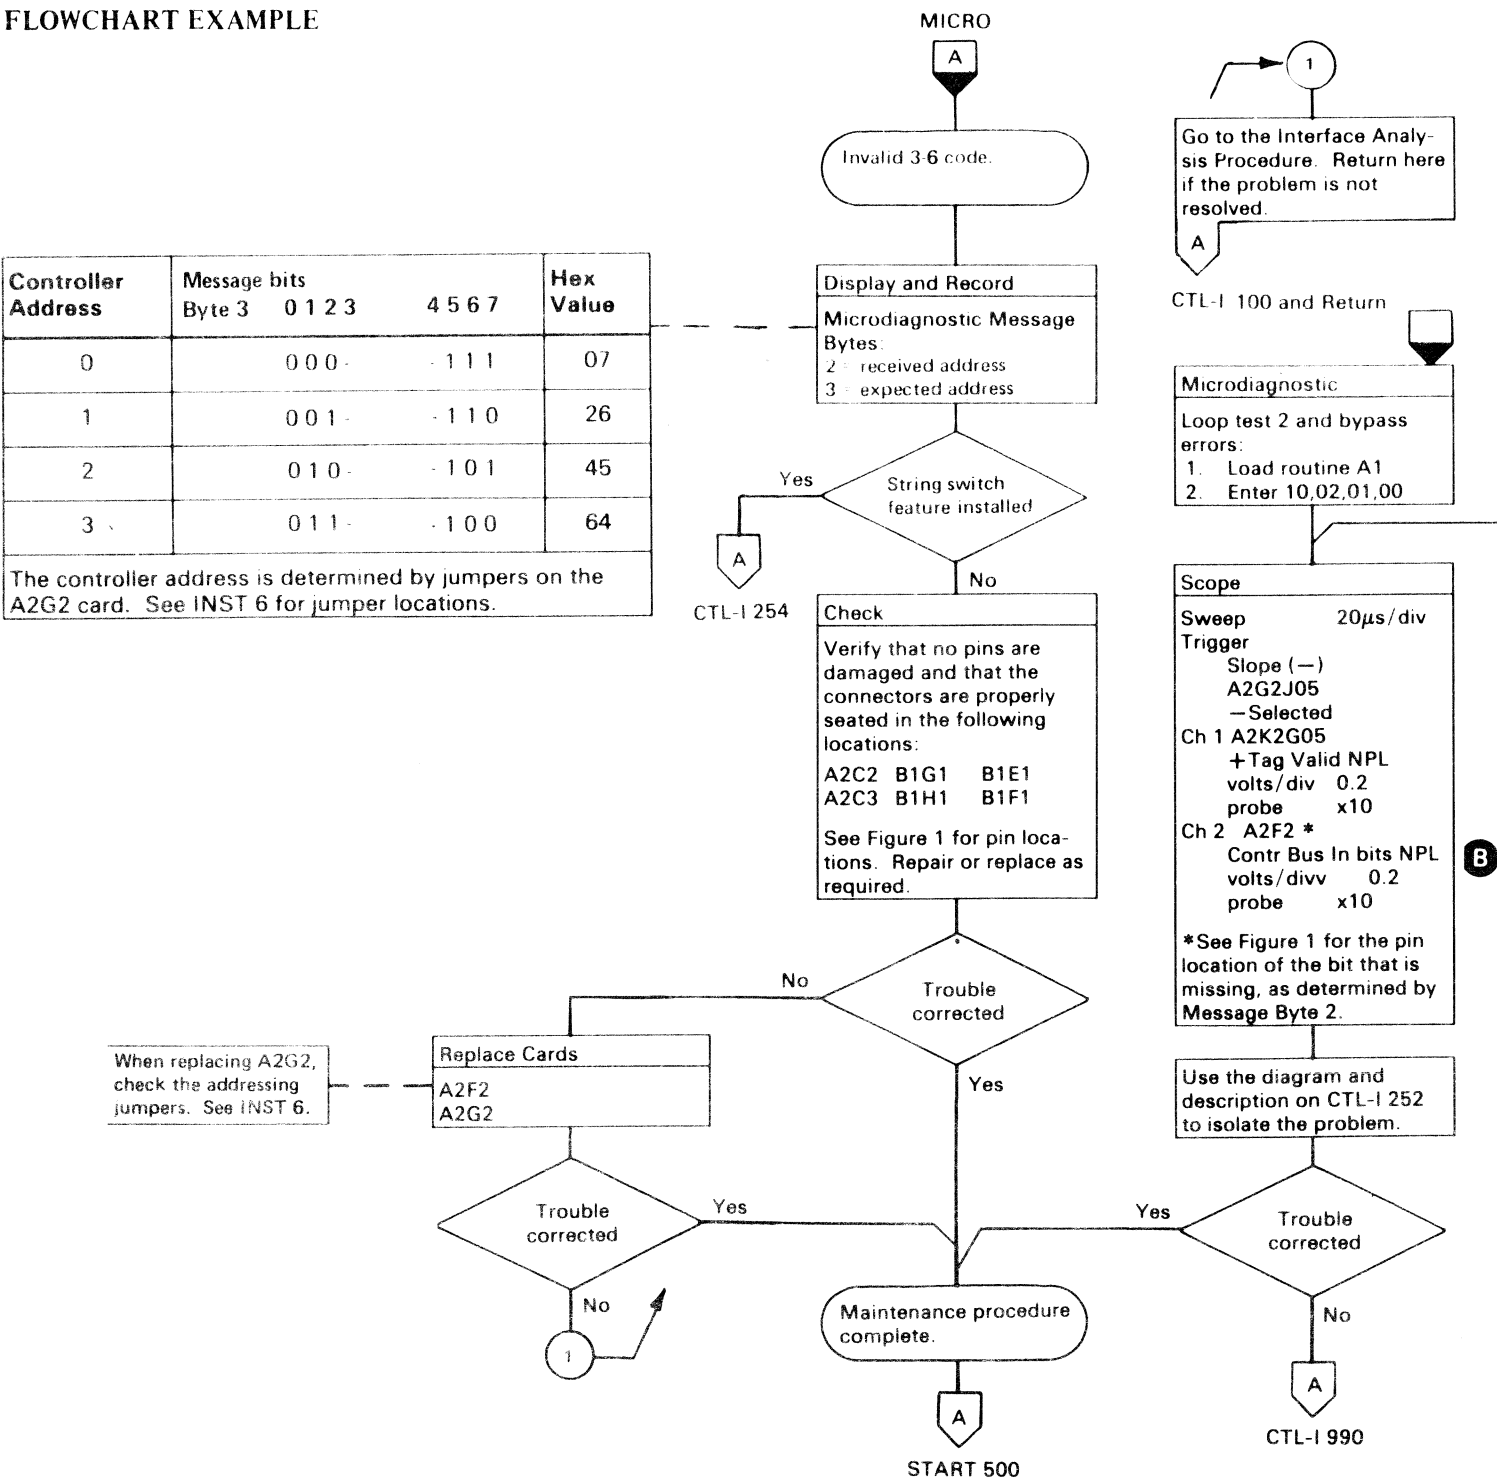 FLOWCHART EXAMPLE
MICRO
A
Invalid 3-6 code.
Controller Address
Message bits
Byte 3 0 1 2 3 4 5 6 7
Hex Value
0 0 0 0 - - 1 1 1 07
1 0 0 1 - - 1 1 0 26
2 0 1 0 - - 1 0 1 45
3 0 1 1 - - 1 0 0 64
The controller address is determined by jumpers on the
A2G2 card. See INST 6 for jumper locations.
Display and Record
Microdiagnostic Message
Bytes:
2 = received address
3 = expected address
String switch
feature installed
Yes
A
CTL-I 254
No
Check
Verify that no pins are
damaged and that the
connectors are properly
seated in the following
locations:
A2C2 B1G1 B1E1
A2C3 B1H1 B1F1
See Figure 1 for pin loca-
tions. Repair or replace as
required.
Trouble
corrected
No
Yes
When replacing A2G2,
check the addressing
jumpers. See INST 6.
Replace Cards
A2F2
A2G2
Trouble
corrected
Yes
No
1
Maintenance procedure
complete.
A
START 500
1
Go to the Interface Analy-
sis Procedure. Return here
if the problem is not
resolved.
A
CTL-I 100 and Return
Microdiagnostic
Loop test 2 and bypass
errors:
1. Load routine A1
2. Enter 10,02,01,00
Scope
Sweep 20μs/div
Trigger
Slope (—)
A2G2J05
—Selected
Ch 1 A2K2G05
+Tag Valid NPL
volts/div 0.2
probe x10
Ch 2 A2F2 *
Contr Bus In bits NPL
volts/divv 0.2
probe x10
B
*See Figure 1 for the pin
location of the bit that is
missing, as determined by
Message Byte 2.
Use the diagram and
description on CTL-I 252
to isolate the problem.
Trouble
corrected
Yes
No
A
CTL-I 990